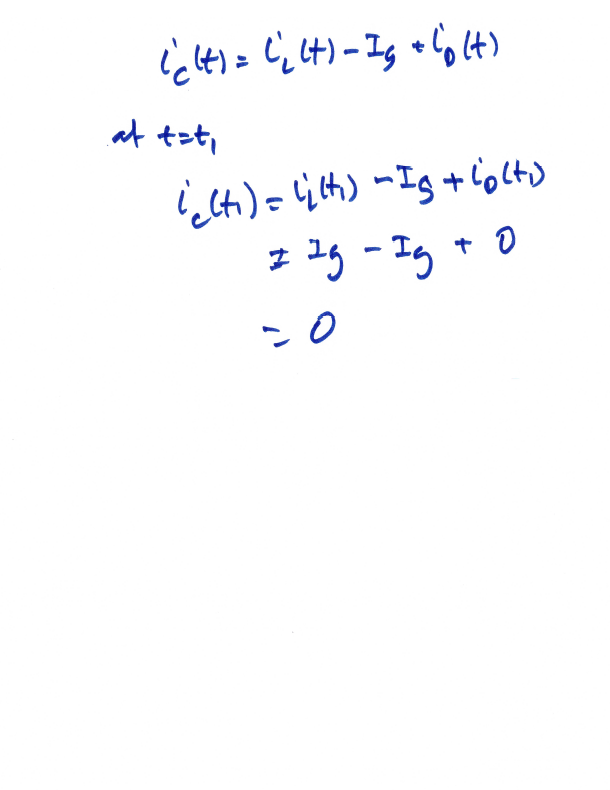 i_c(t) = i_L(t) - I_g + i_D(t)
at t=t_1
i_c(t_1) = i_L(t_1) - I_g + i_D(t_1)
= I_g - I_g + 0
= 0